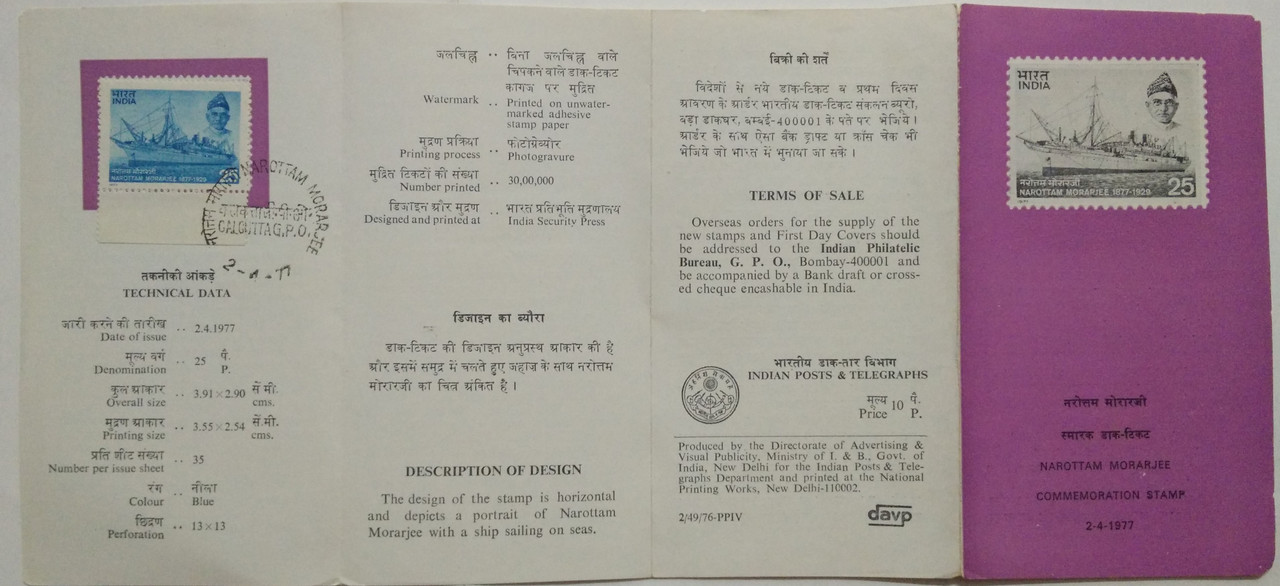 भारत
INDIA
नरोत्तम मोरारजी
NAROTTAM MORARJEE 1877-1929
25
NAROTTAM MORARJEE
CALCUTTA G.P.O.
2-4-77
तकनीकी आंकड़े
TECHNICAL DATA
जारी करने की तारीख .. 2.4.1977
Date of issue
मूल्य वर्ग .. 25 पै.
Denomination P.
कुल आकार .. 3.91×2.90 सें मी.
Overall size cms.
मुद्रण आकार .. 3.55×2.54 सें.मी.
Printing size cms.
प्रति शीट संख्या .. 35
Number per issue sheet
रंग .. नीला
Colour Blue
छिद्रण .. 13×13
Perforation
जलचिह्न .. बिना जलचिह्न वाले
चिपकने वाले डाक-टिकट
कागज पर मुद्रित
Watermark .. Printed on unwater-
marked adhesive
stamp paper
मुद्रण प्रक्रिया .. फोटोग्रेव्योर
Printing process Photogravure
मुद्रित टिकटों की संख्या .. 30,00,000
Number printed
डिजाइन और मुद्रण .. भारत प्रतिभूति मुद्रणालय
Designed and printed at India Security Press
डिजाइन का ब्यौरा
डाक-टिकट की डिजाइन अनुप्रस्थ आकार की है
और इसमें समुद्र में चलते हुए जहाज के साथ नरोत्तम
मोरारजी का चित्र अंकित है।
DESCRIPTION OF DESIGN
The design of the stamp is horizontal
and depicts a portrait of Narottam
Morarjee with a ship sailing on seas.
बिक्री की शर्तें
विदेशों से नये डाक-टिकट व प्रथम दिवस
आवरण के आर्डर भारतीय डाक-टिकट संकलन ब्यूरो,
बड़ा डाकघर, बम्बई-400001 के पते पर भेजिये।
आर्डर के साथ ऐसा बैंक ड्राफ्ट या क्रॉस चेक भी
भेजिये जो भारत में भुनाया जा सके।
TERMS OF SALE
Overseas orders for the supply of the
new stamps and First Day Covers should
be addressed to the Indian Philatelic
Bureau, G. P. O., Bombay-400001 and
be accompanied by a Bank draft or cross-
ed cheque encashable in India.
भारतीय डाक-तार विभाग
INDIAN POSTS & TELEGRAPHS
मूल्य 10 पै.
Price P.
Produced by the Directorate of Advertising &
Visual Publicity, Ministry of I. & B., Govt. of
India, New Delhi for the Indian Posts & Tele-
graphs Department and printed at the National
Printing Works, New Delhi-110002.
2/49/76-PPIV
davp
भारत
INDIA
नरोत्तम मोरारजी
NAROTTAM MORARJEE 1877-1929
25
नरोत्तम मोरारजी
स्मारक डाक-टिकट
NAROTTAM MORARJEE
COMMEMORATION STAMP
2-4-1977